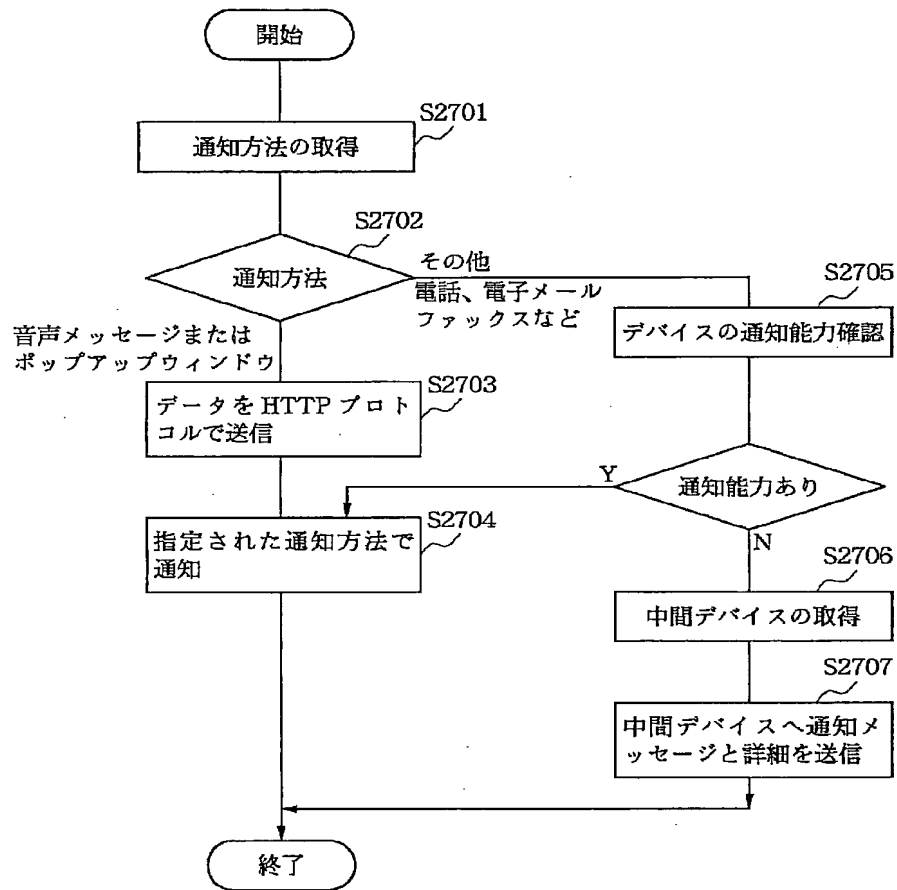 開始
S2701
通知方法の取得
S2702
通知方法
その他
電話、電子メール
ファックスなど
音声メッセージまたは
ポップアップウィンドウ
S2703
データをHTTPプロト
コルで送信
S2704
指定された通知方法で
通知
S2705
デバイスの通知能力確認
通知能力あり
Y
N
S2706
中間デバイスの取得
S2707
中間デバイスへ通知メ
ッセージと詳細を送信
終了